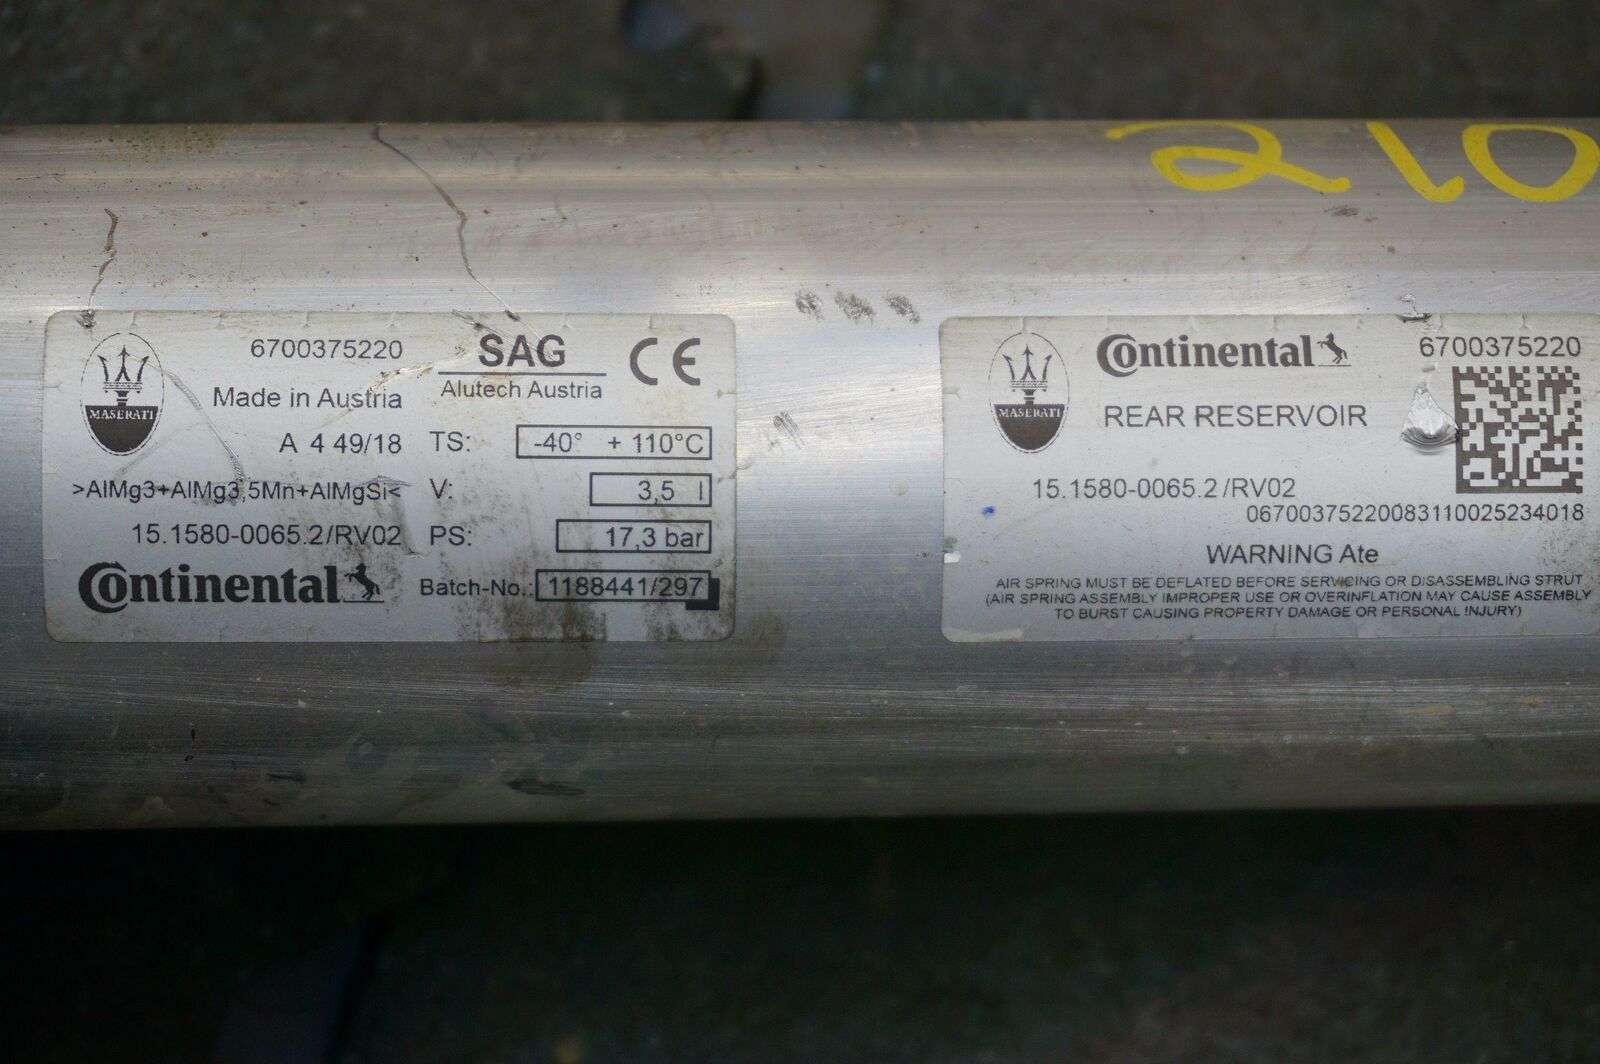 210
6700375220
SAG
CE
Made in Austria
Alutech Austria
MASERATI
A 4 49/18 TS: -40° + 110°C
>AlMg3+AlMg3,5Mn+AlMgSi< V: 3,5 l
15.1580-0065.2/RV02 PS: 17,3 bar
Continental Batch-No.: 1188441/297
Continental 6700375220
MASERATI
REAR RESERVOIR
15.1580-0065.2/RV02
06700375220083110025234018
WARNING Ate
AIR SPRING MUST BE DEFLATED BEFORE SERVICING OR DISASSEMBLING STRUT
(AIR SPRING ASSEMBLY IMPROPER USE OR OVERINFLATION MAY CAUSE ASSEMBLY
TO BURST CAUSING PROPERTY DAMAGE OR PERSONAL INJURY)